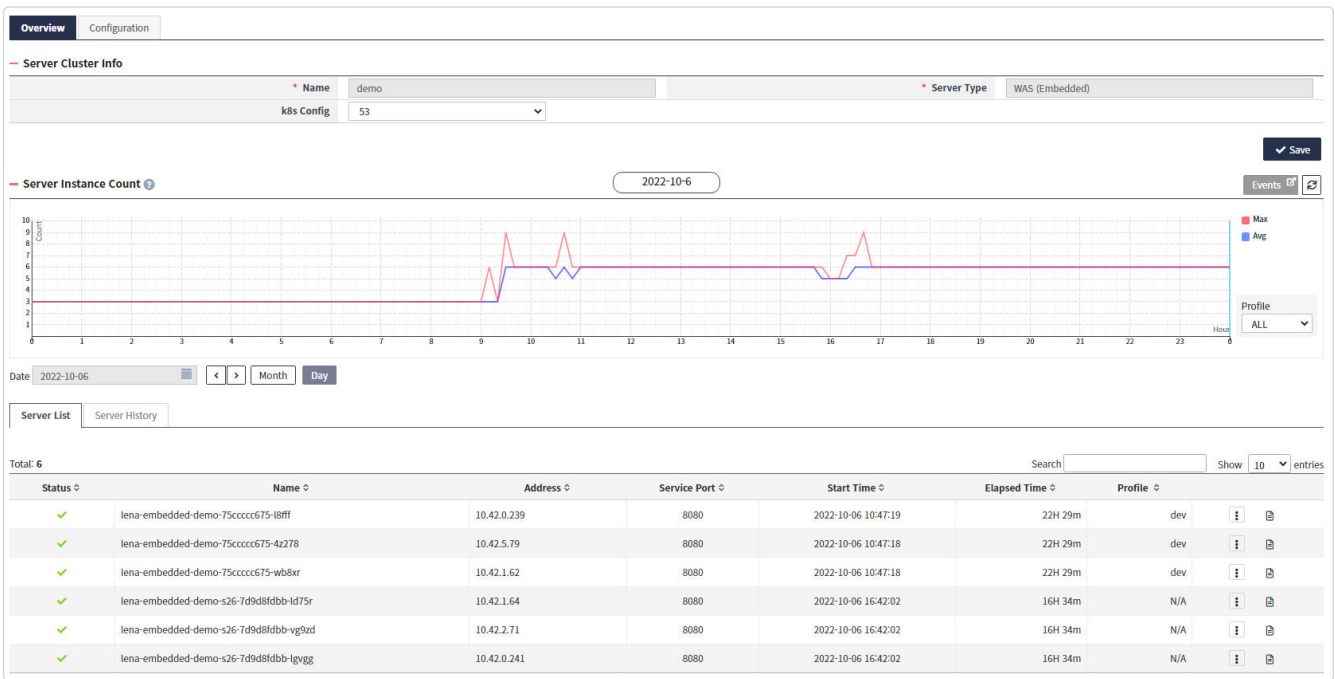 Overview Configuration
Server Cluster Info
* Name demo * Server Type WAS (Embedded)
k8s Config 53
Save
Server Instance Count ? 2022-10-6 Events
10 Count Max
9 Avg
8
7
6
5
4
3
2
1
Profile
ALL
Hour
0 1 2 3 4 5 6 7 8 9 10 11 12 13 14 15 16 17 18 19 20 21 22 23 0
Date 2022-10-06 < > Month Day
Server List Server History
Total: 6 Search Show 10 entries
Status Name Address Service Port Start Time Elapsed Time Profile
lena-embedded-demo-75ccccc675-l8fff 10.42.0.239 8080 2022-10-06 10:47:19 22H 29m dev
lena-embedded-demo-75ccccc675-4z278 10.42.5.79 8080 2022-10-06 10:47:18 22H 29m dev
lena-embedded-demo-75ccccc675-wb8xr 10.42.1.62 8080 2022-10-06 10:47:18 22H 29m dev
lena-embedded-demo-s26-7d9d8fdbb-ld75r 10.42.1.64 8080 2022-10-06 16:42:02 16H 34m N/A
lena-embedded-demo-s26-7d9d8fdbb-vg9zd 10.42.2.71 8080 2022-10-06 16:42:02 16H 34m N/A
lena-embedded-demo-s26-7d9d8fdbb-lgvgg 10.42.0.241 8080 2022-10-06 16:42:02 16H 34m N/A